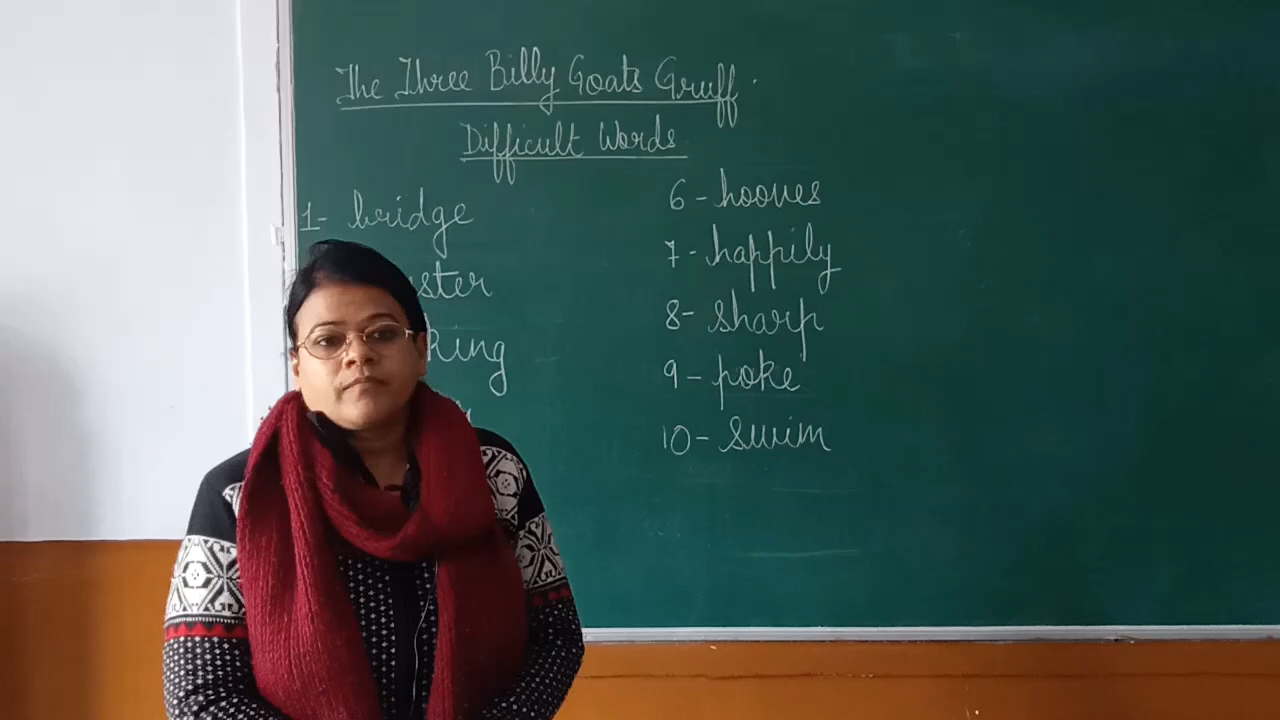 The Three Billy Goats Gruff
Difficult Words
1- bridge
6- hooves
7- happily
8- sharp
9- poke
10- swim